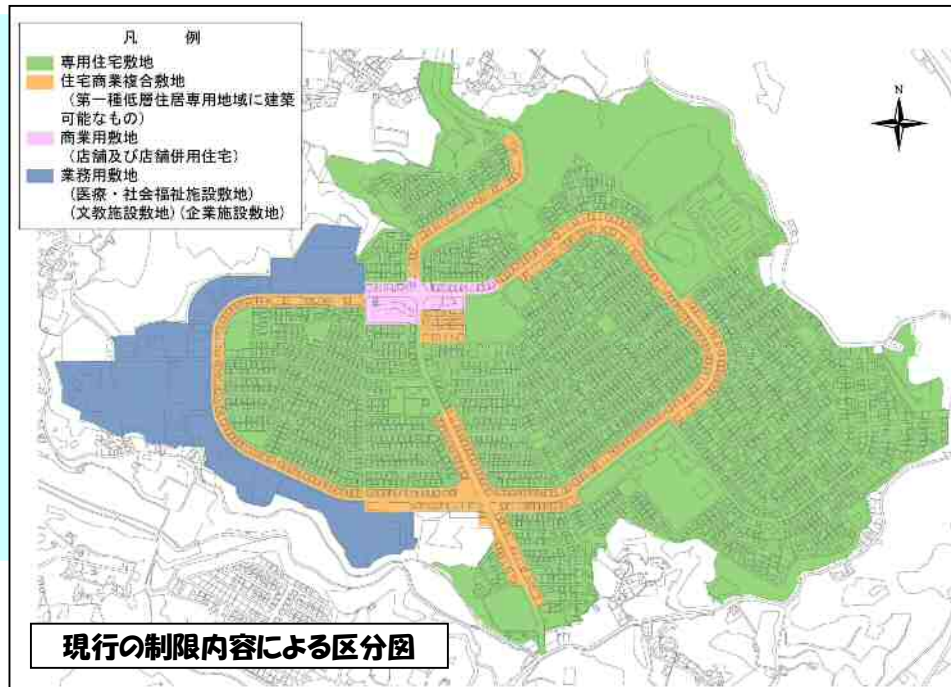 凡 例
専用住宅敷地
住宅商業複合敷地
(第一種低層住居専用地域に建築
可能なもの)
商業用敷地
(店舗及び店舗併用住宅)
業務用敷地
(医療・社会福祉施設敷地)
(文教施設敷地)(企業施設敷地)
N
現行の制限内容による区分図